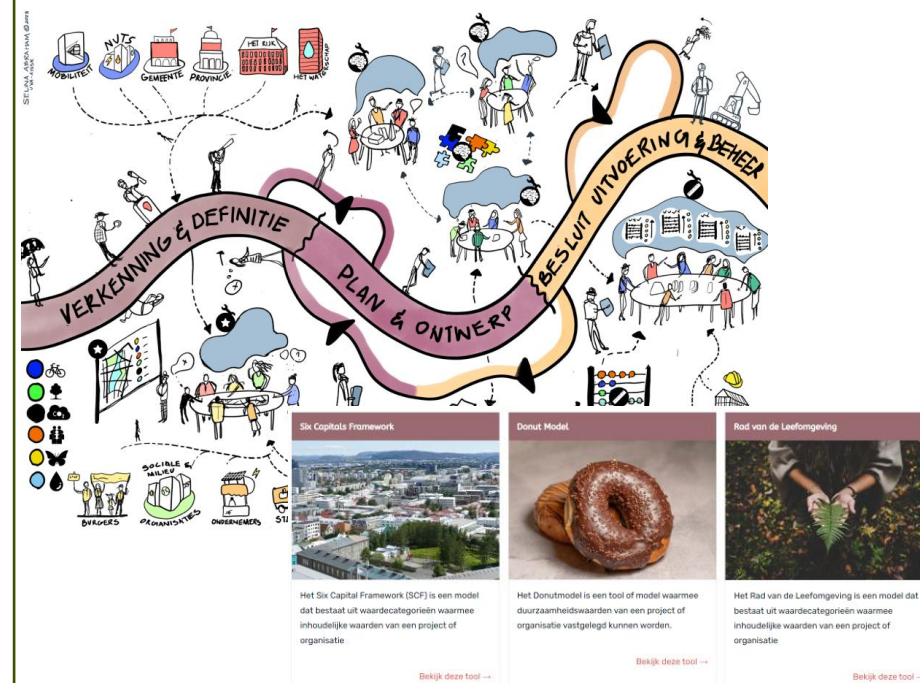 SELINA ABRAHAM © 2023
MOBILITEIT
NUTS
GEMEENTE
PROVINCIE
HET RIJK
HET WATERSCHAP
VERKENNING & DEFINITIE
PLAN & ONTWERP
BESLUIT UITVOERING & BEHEER
BURGERS
SOCIALE &
MILIEU
ORGANISATIES
ONDERNEMERS
Six Capitals Framework
Het Six Capital Framework (SCF) is een model
dat bestaat uit waardecategorieën waarmee
inhoudelijke waarden van een project of
organisatie
Bekijk deze tool →
Donut Model
Het Donutmodel is een tool of model waarmee
duurzaamheidswaarden van een project of
organisatie vastgelegd kunnen worden.
Bekijk deze tool →
Rad van de Leefomgeving
Het Rad van de Leefomgeving is een model dat
bestaat uit waardecategorieën waarmee
inhoudelijke waarden van een project of
organisatie
Bekijk deze tool